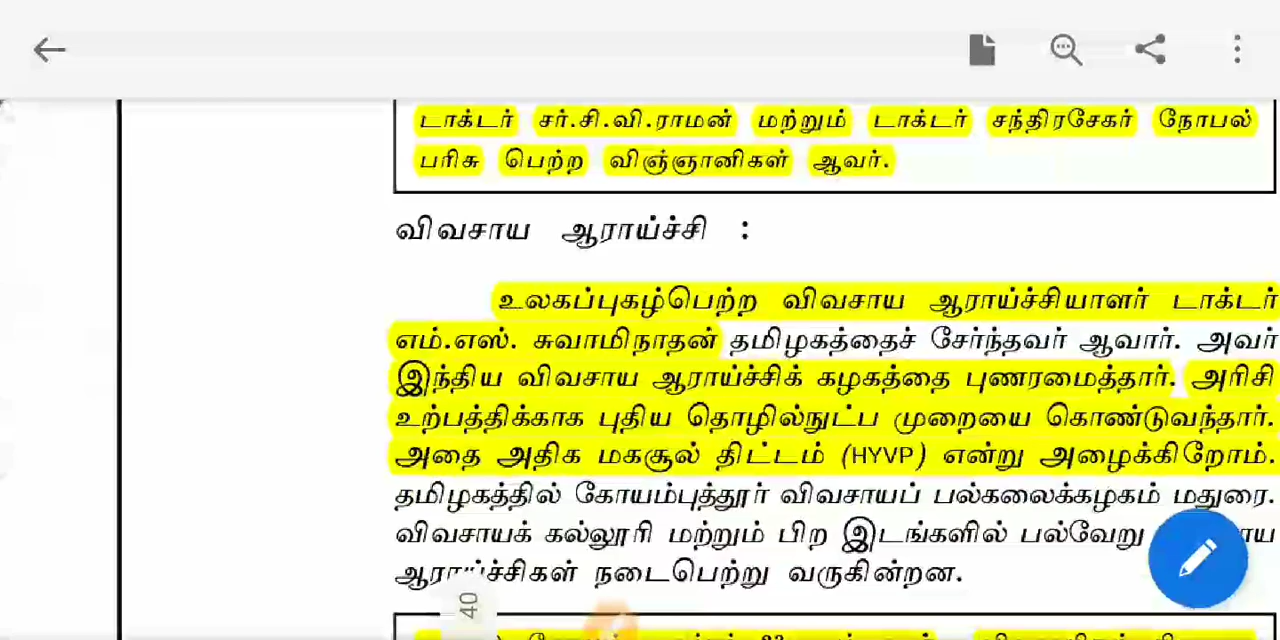 டாக்டர் சர்.சி.வி.ராமன் மற்றும் டாக்டர் சந்திரசேகர் நோபல்
பரிசு பெற்ற விஞ்ஞானிகள் ஆவர்.
விவசாய ஆராய்ச்சி :
உலகப்புகழ்பெற்ற விவசாய ஆராய்ச்சியாளர் டாக்டர்
எம்.எஸ். சுவாமிநாதன் தமிழகத்தைச் சேர்ந்தவர் ஆவார். அவர்
இந்திய விவசாய ஆராய்ச்சிக் கழகத்தை புணரமைத்தார். அரிசி
உற்பத்திக்காக புதிய தொழில்நுட்ப முறையை கொண்டுவந்தார்.
அதை அதிக மகசூல் திட்டம் (HYVP) என்று அழைக்கிறோம்.
தமிழகத்தில் கோயம்புத்தூர் விவசாயப் பல்கலைக்கழகம் மதுரை.
விவசாயக் கல்லூரி மற்றும் பிற இடங்களில் பல்வேறு
ஆராய்ச்சிகள் நடைபெற்று வருகின்றன.
40